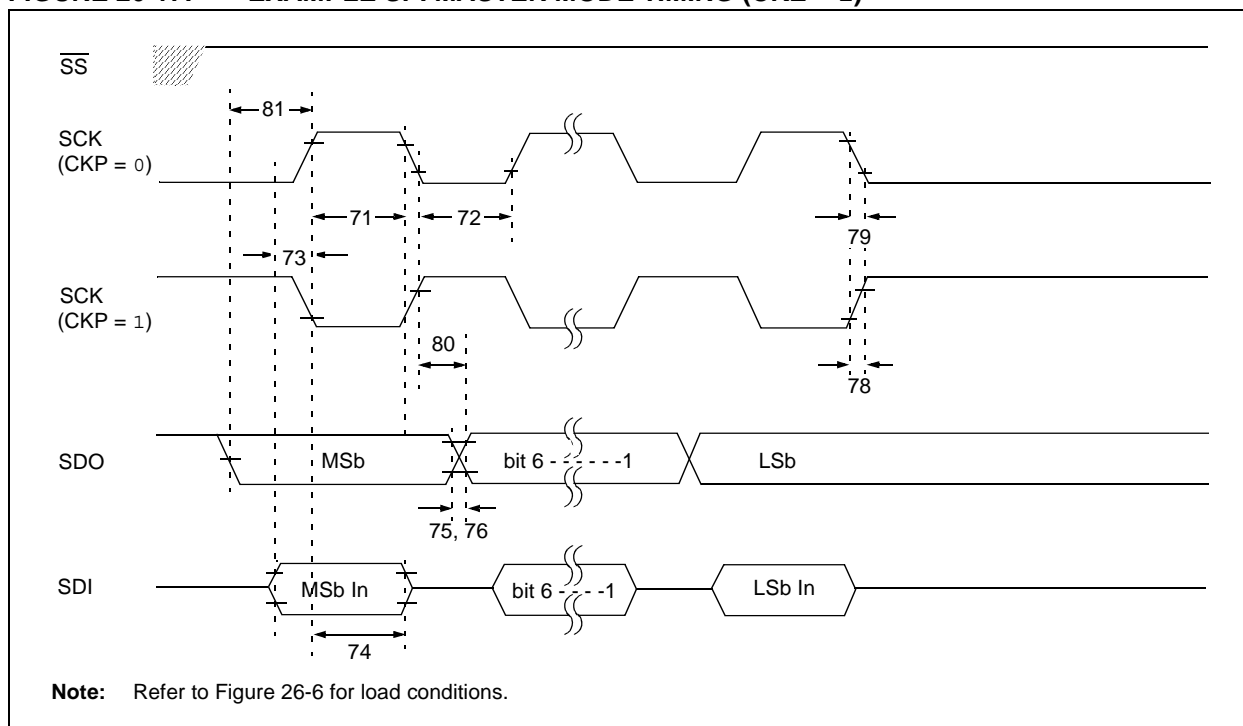 SS
81
SCK
(CKP = 0)
71
72
79
73
SCK
(CKP = 1)
80
78
SDO
MSb
bit 6 - - - - - -1
LSb
75, 76
SDI
MSb In
bit 6 - - - - -1
LSb In
74
Note: Refer to Figure 26-6 for load conditions.